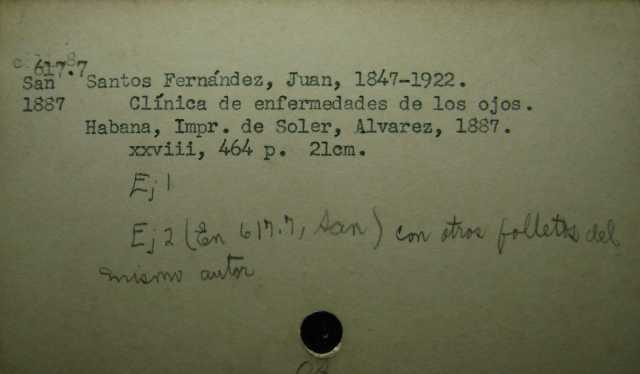 617.7
San Santos Fernández, Juan, 1847-1922.
1887 Clínica de enfermedades de los ojos.
Habana, Impr. de Soler, Alvarez, 1887.
xxviii, 464 p. 21cm.
Ej 1
Ej 2 (En 617.7, San) con otros folletos del
mismo autor